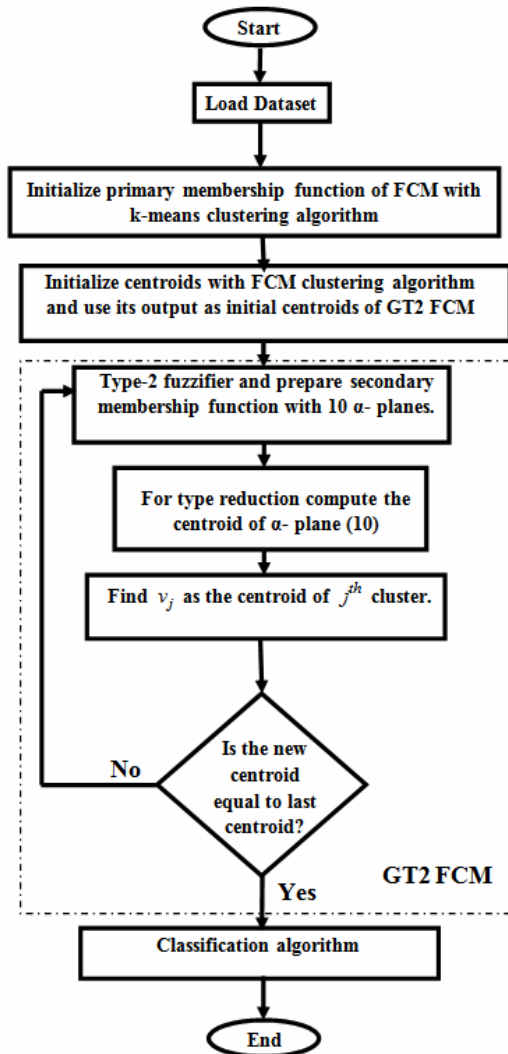 Start
Load Dataset
Initialize primary membership function of FCM with
k-means clustering algorithm
Initialize centroids with FCM clustering algorithm
and use its output as initial centroids of GT2 FCM
Type-2 fuzzifier and prepare secondary
membership function with 10 α- planes.
For type reduction compute the
centroid of α- plane (10)
Find v_j as the centroid of j^th cluster.
Is the new
centroid
equal to last
centroid?
No
GT2 FCM
Yes
Classification algorithm
End